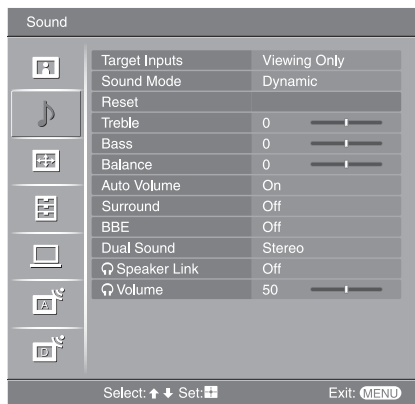 Sound
Target Inputs Viewing Only
Sound Mode Dynamic
Reset
Treble 0
Bass 0
Balance 0
Auto Volume On
Surround Off
BBE Off
Dual Sound Stereo
Speaker Link Off
Volume 50
A
D
Select: Set: Exit: MENU